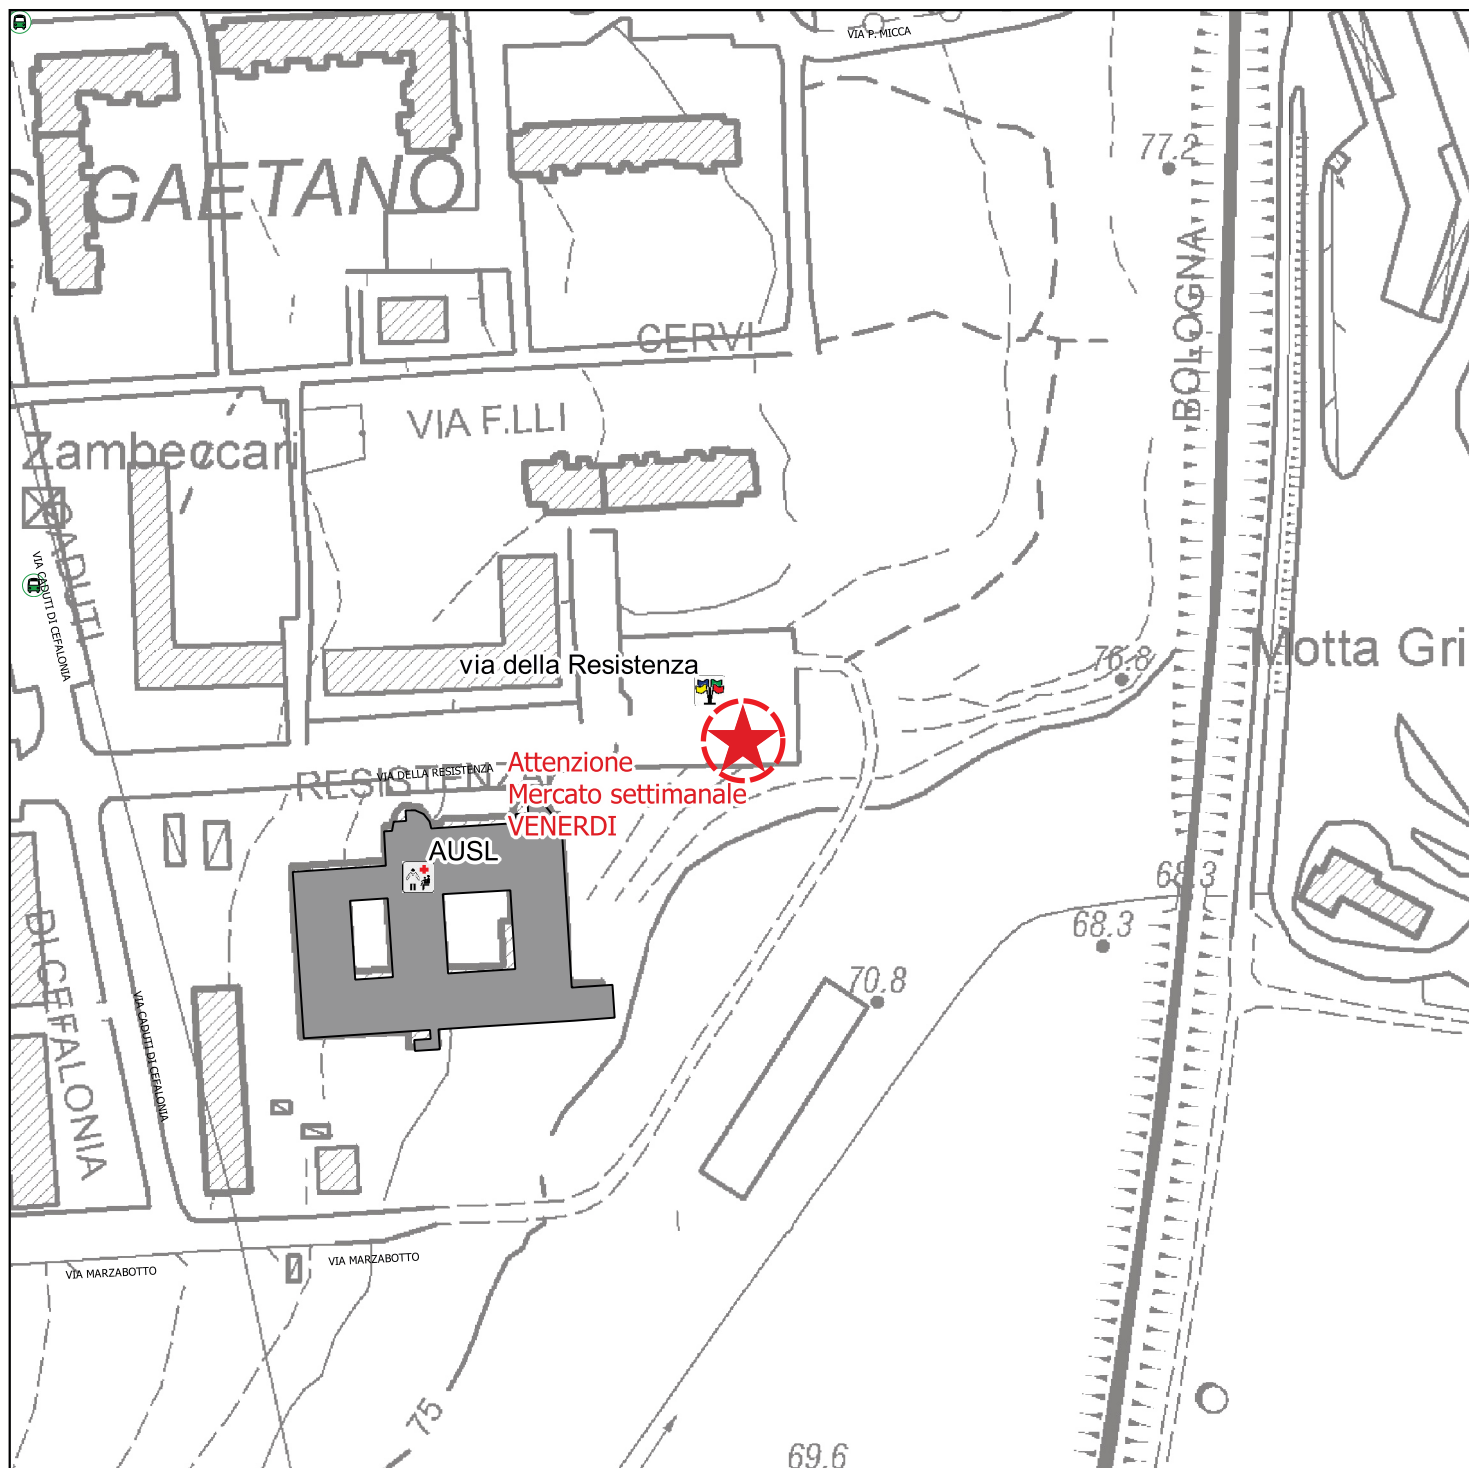 VIA P. MICCA
77.2
GAETANO
BOLOGNA
CERVI
VIA F.LLI
Zambeccari
CADUTI
VIA CADUTI DI CEFALONIA
Motta Gri
76.8
via della Resistenza
RESISTENZA
VIA DELLA RESISTENZA
Attenzione
Mercato settimanale
VENERDI
AUSL
68.3
68.3
70.8
DI CEFALONIA
VIA CADUTI DI CEFALONIA
VIA MARZABOTTO
VIA MARZABOTTO
75
69.6